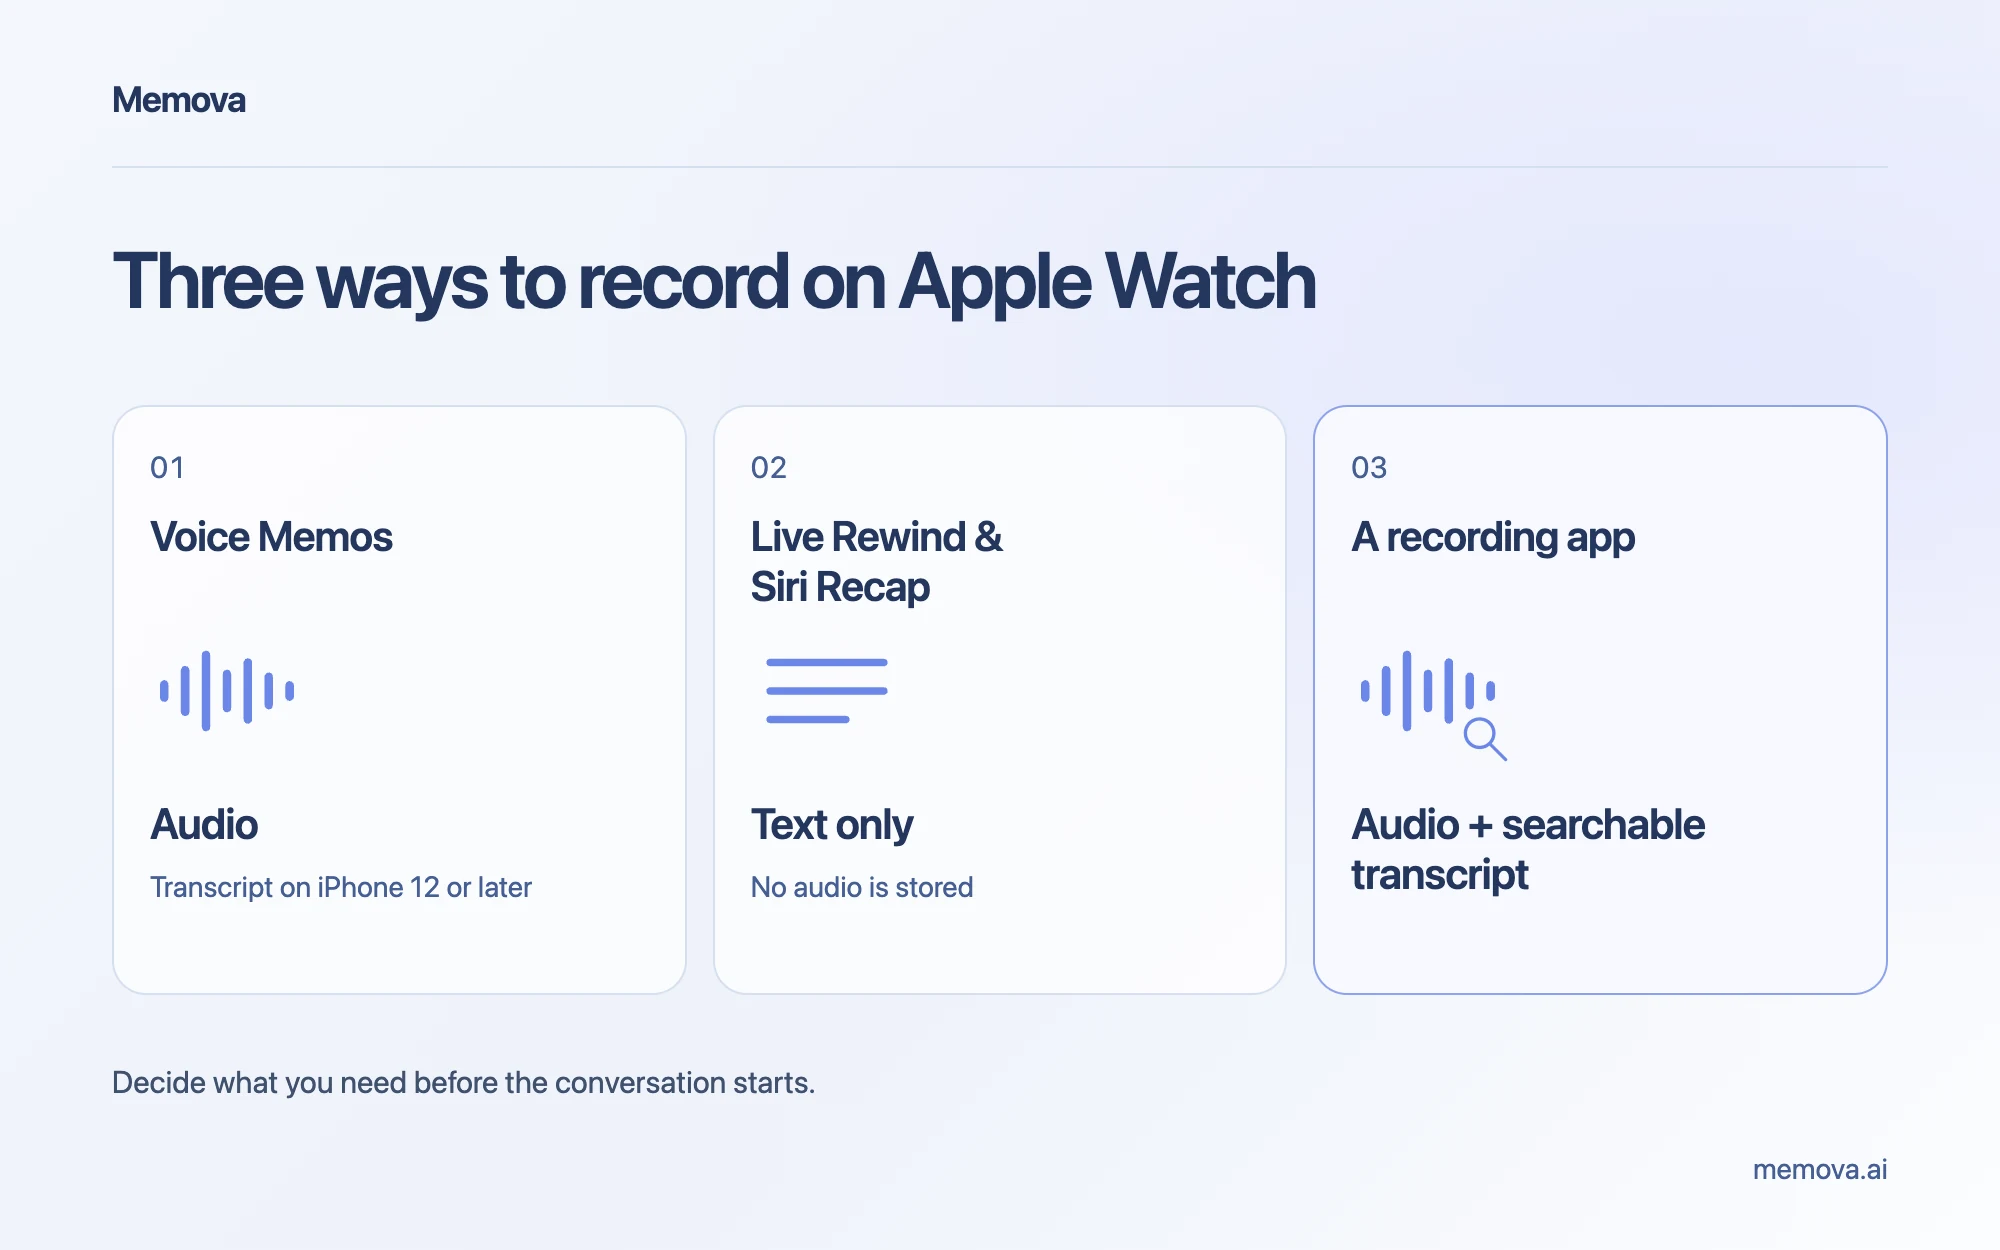 Memova
Three ways to record on Apple Watch
01
Voice Memos
Audio
Transcript on iPhone 12 or later
02
Live Rewind &
Siri Recap
Text only
No audio is stored
03
A recording app
Audio + searchable
transcript
Decide what you need before the conversation starts.
memova.ai